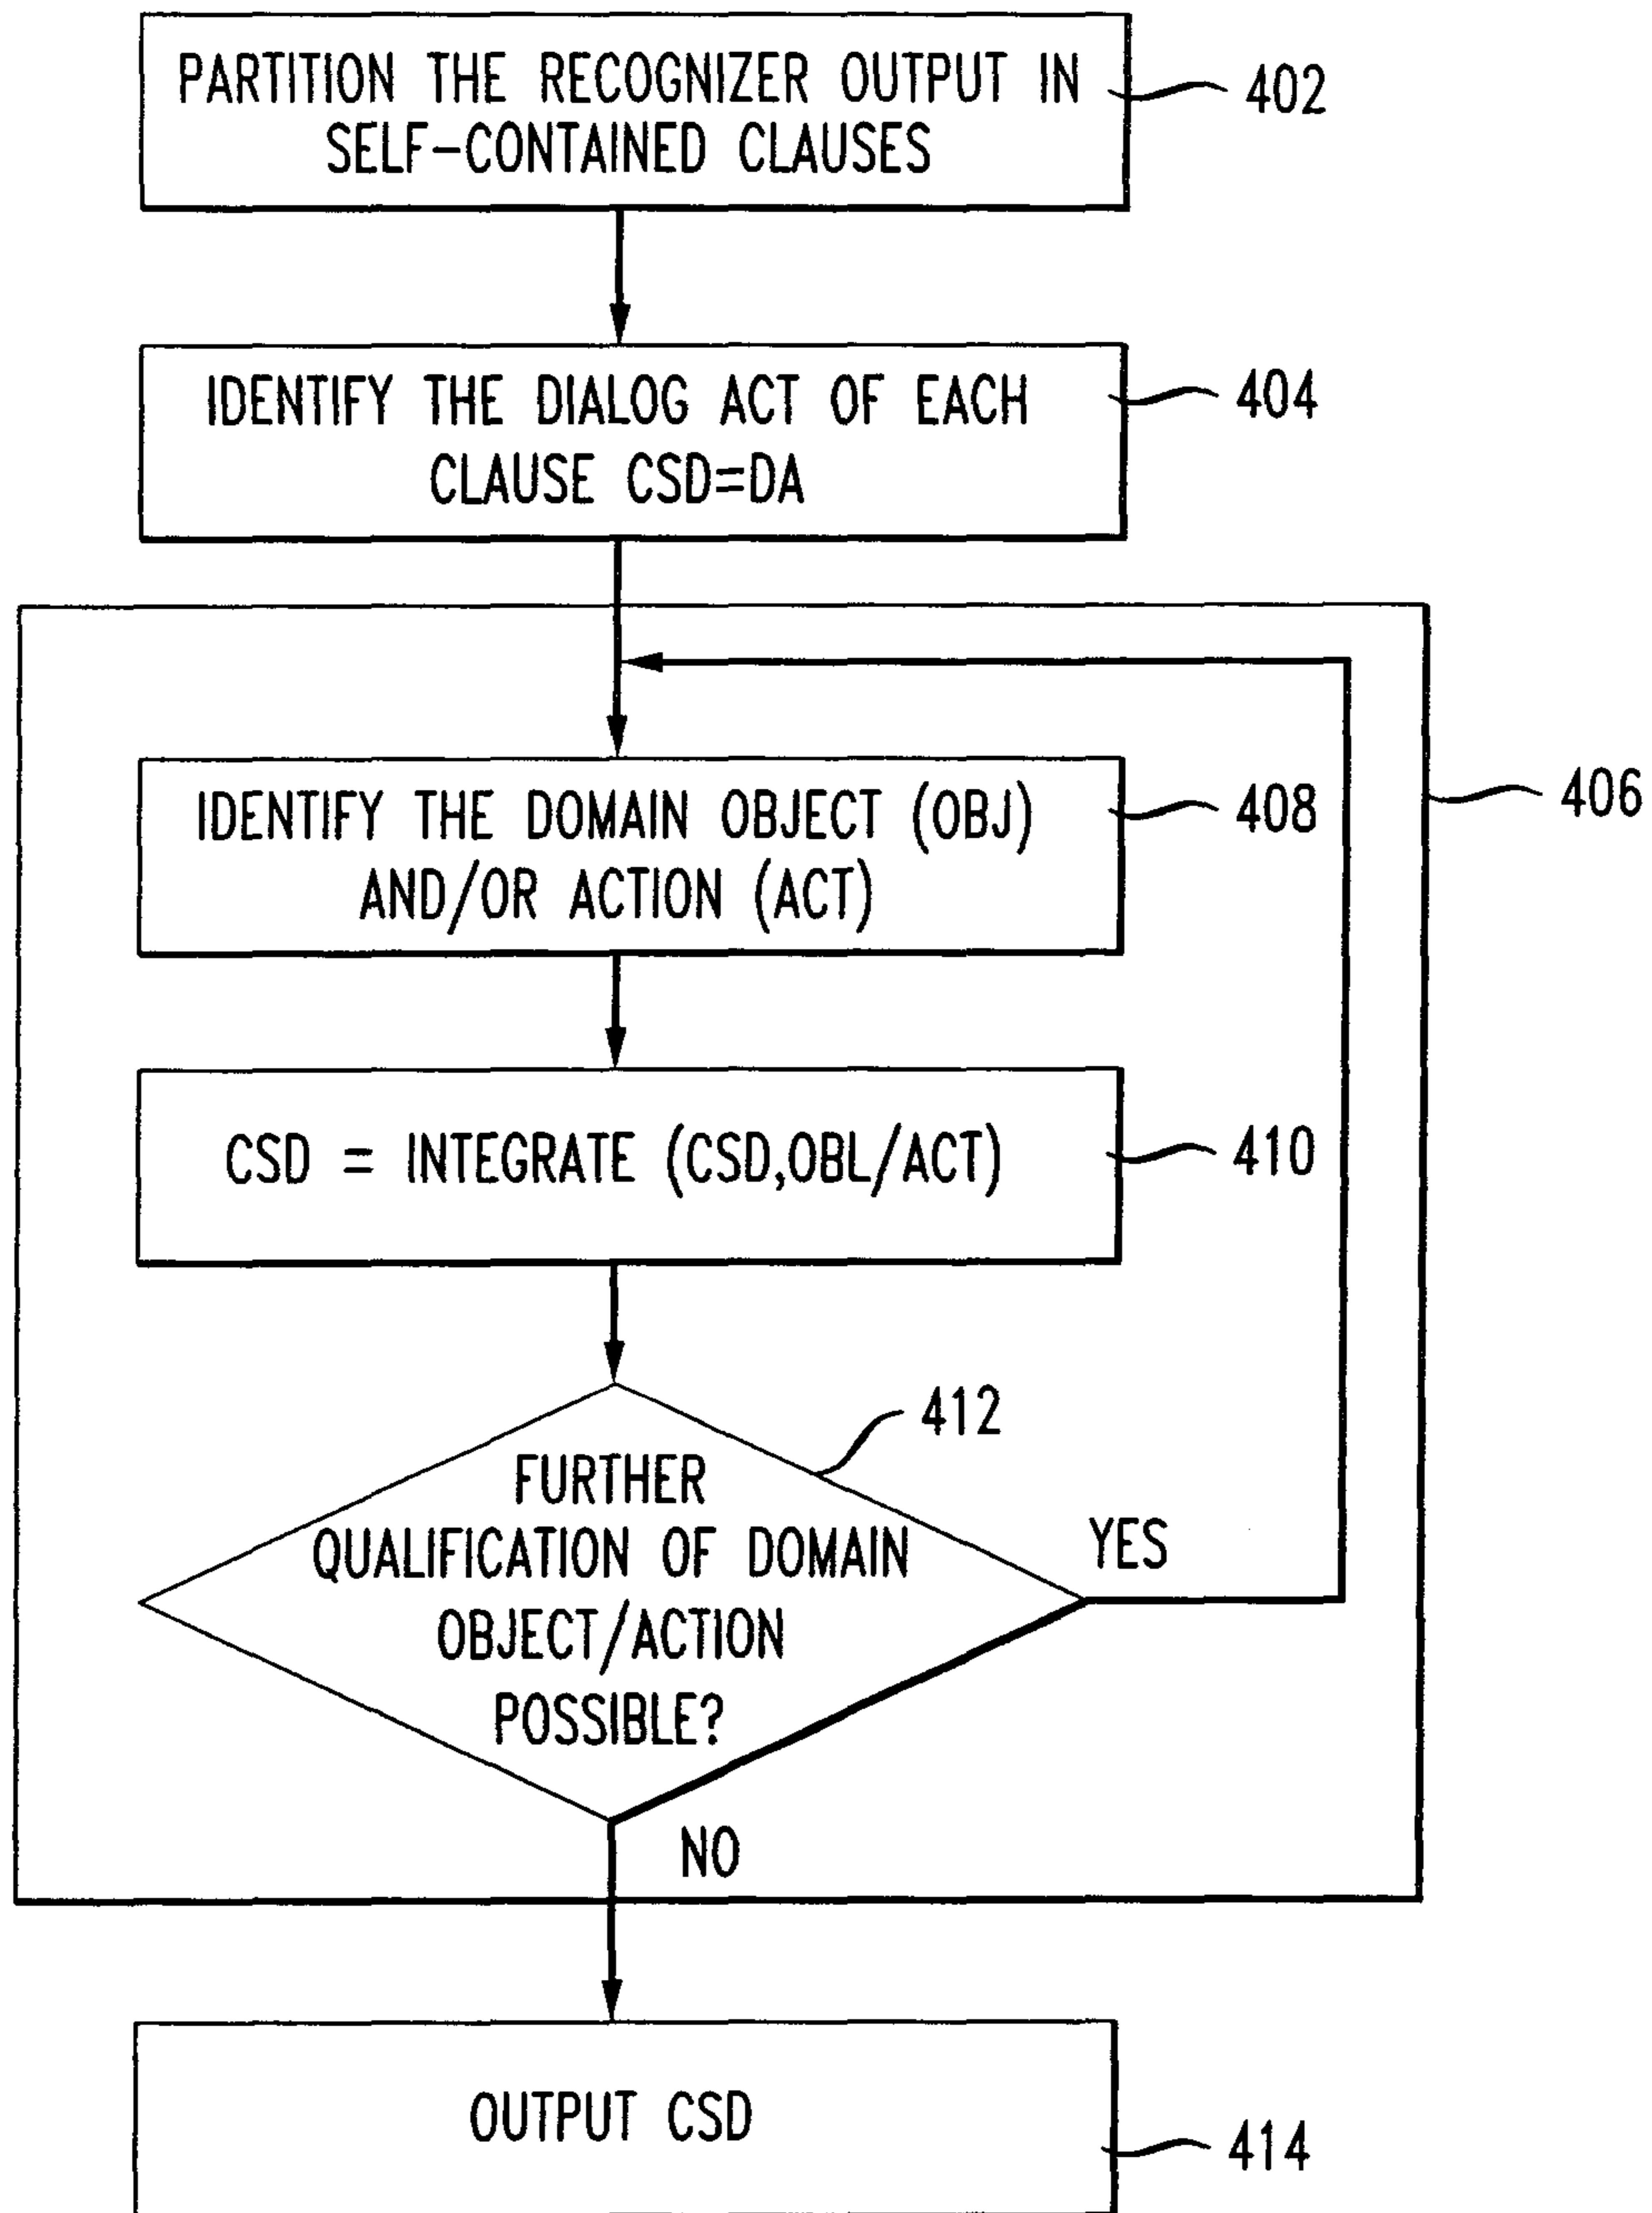 PARTITION THE RECOGNIZER OUTPUT IN
SELF-CONTAINED CLAUSES
402
IDENTIFY THE DIALOG ACT OF EACH
CLAUSE CSD=DA
404
406
IDENTIFY THE DOMAIN OBJECT (OBJ)
AND/OR ACTION (ACT)
408
CSD = INTEGRATE (CSD,OBL/ACT)
410
412
FURTHER
QUALIFICATION OF DOMAIN
OBJECT/ACTION
POSSIBLE?
YES
NO
OUTPUT CSD
414